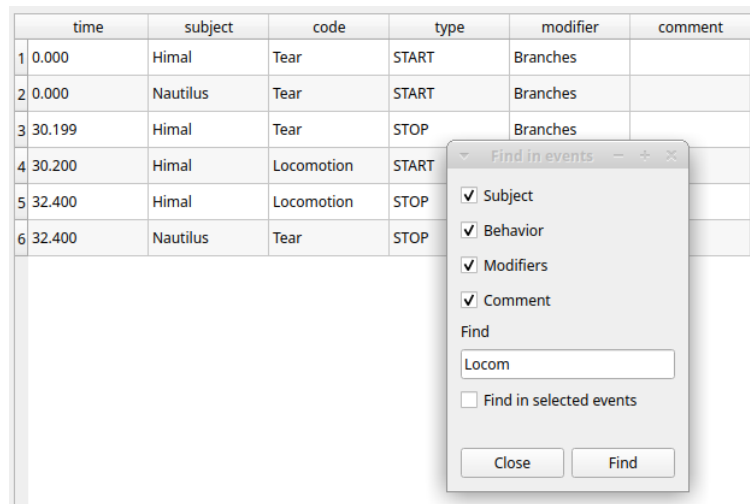 time subject code type modifier comment
1 0.000 Himal Tear START Branches
2 0.000 Nautilus Tear START Branches
3 30.199 Himal Tear STOP Branches
4 30.200 Himal Locomotion START
5 32.400 Himal Locomotion STOP
6 32.400 Nautilus Tear STOP
Find in events
Subject
Behavior
Modifiers
Comment
Find
Locom
Find in selected events
Close Find